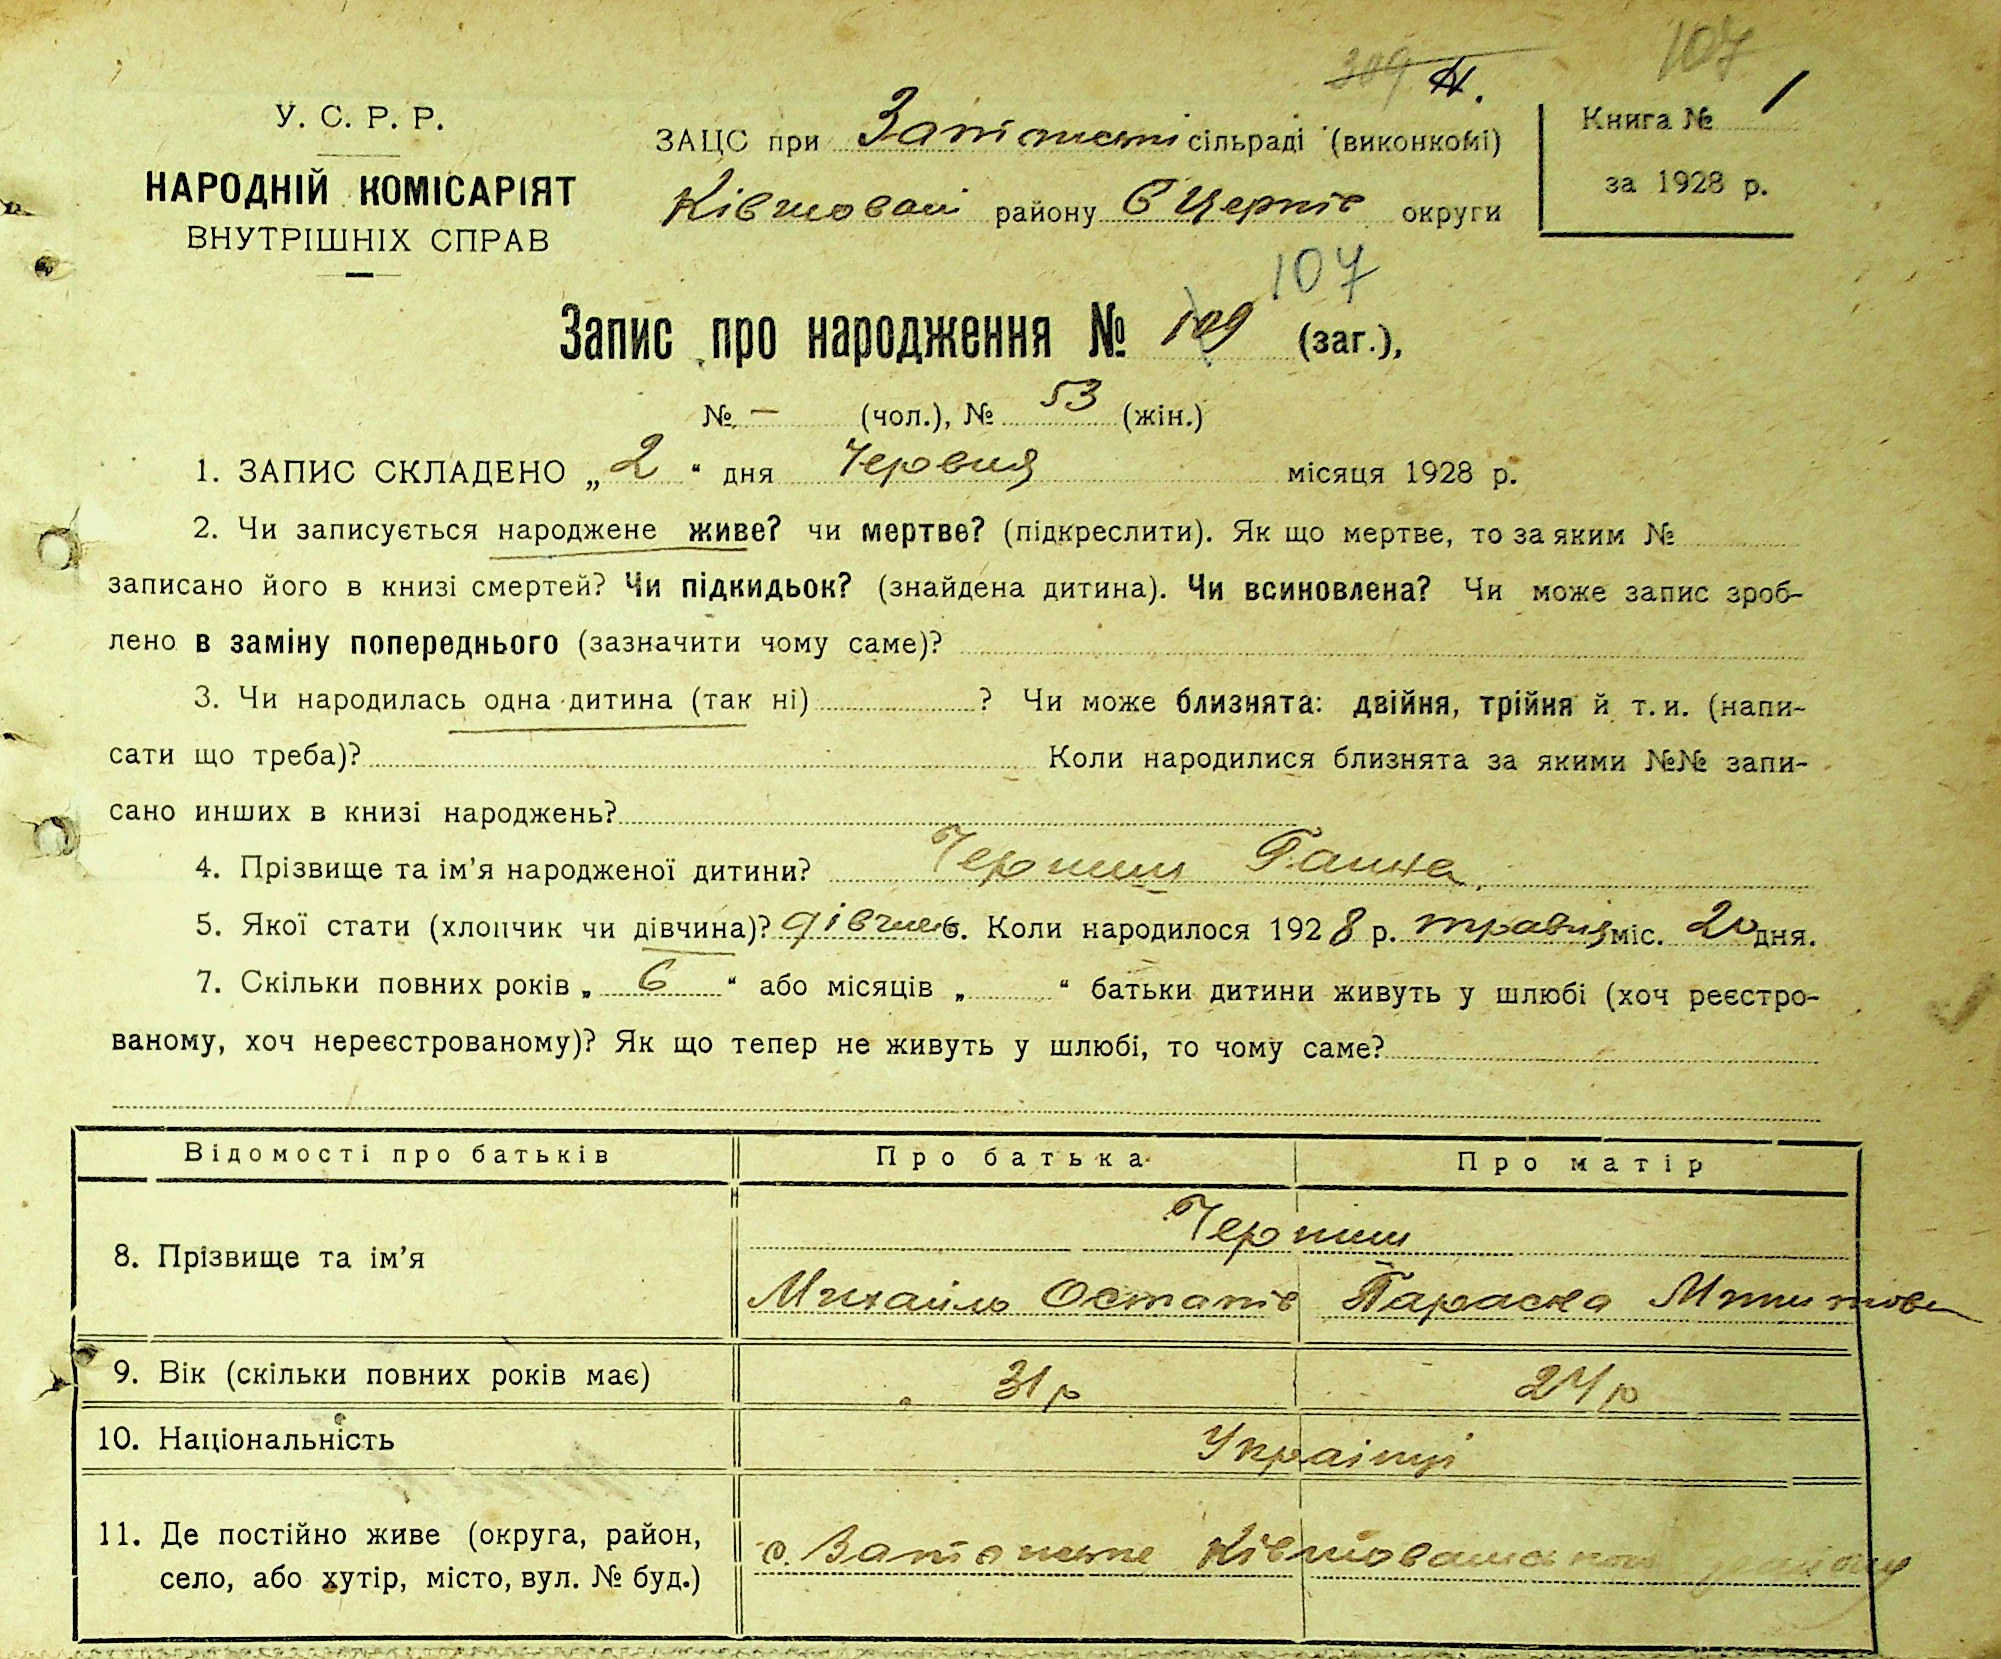 107
309
У. С. Р. Р.
НАРОДНІЙ КОМІСАРІЯТ
ВНУТРІШНІХ СПРАВ
ЗАЦС при сільраді (виконкомі)
району округи
Книга № 1
за 1928 р.
107
Запис про народження № 109 (заг.),
№ — (чол.), № 53 (жін.)
1. ЗАПИС СКЛАДЕНО „ 2 “ дня Червня місяця 1928 р.
2. Чи записується народжене живе? чи мертве? (підкреслити). Як що мертве, то за яким №
записано його в книзі смертей? Чи підкидьок? (знайдена дитина). Чи всиновлена? Чи може запис зроб-
лено в заміну попереднього (зазначити чому саме)?
3. Чи народилась одна дитина (так ні) ? Чи може близнята: двійня, трійня й т. и. (напи-
сати що треба)? Коли народилися близнята за якими №№ запи-
сано инших в книзі народжень?
4. Прізвище та ім’я народженої дитини? Ганна
5. Якої стати (хлопчик чи дівчина)? дівчин 6. Коли народилося 1928 р. травня міс. 20 дня.
7. Скільки повних років „ 6 “ або місяців „ “ батьки дитини живуть у шлюбі (хоч реєстро-
ваному, хоч нереєстрованому)? Як що тепер не живуть у шлюбі, то чому саме?
Відомості про батьків Про батька Про матір
8. Прізвище та ім’я
Михайло Остапів Параска
9. Вік (скільки повних років має) 31 р 24 р
10. Національність Українці
11. Де постійно живе (округа, район,
село, або хутір, місто, вул. № буд.) с.